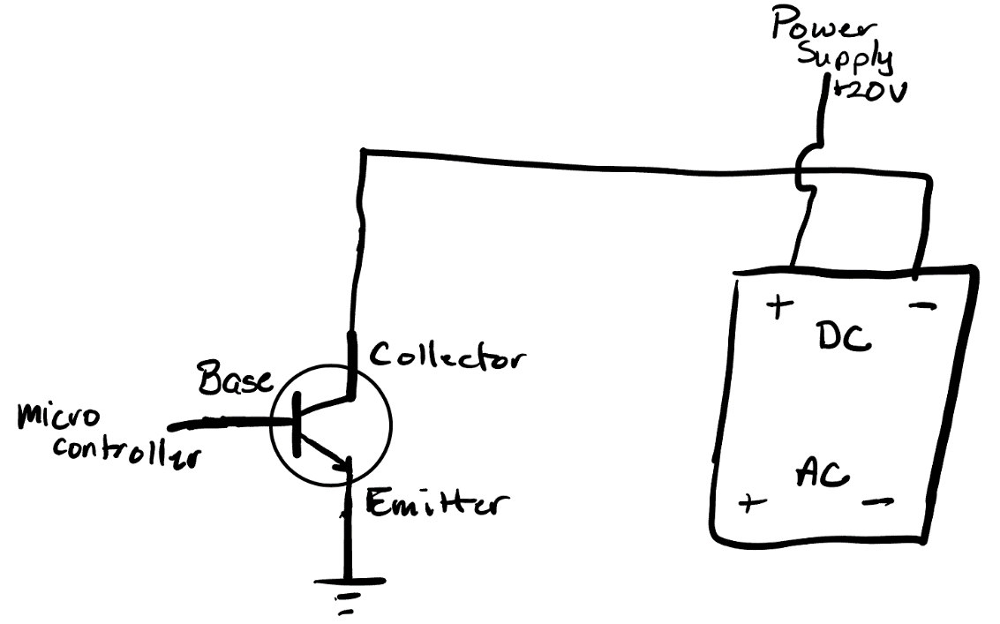 Power
Supply
+20V
Collector
Base
micro
controller
Emitter
+ -
DC
AC
+ -